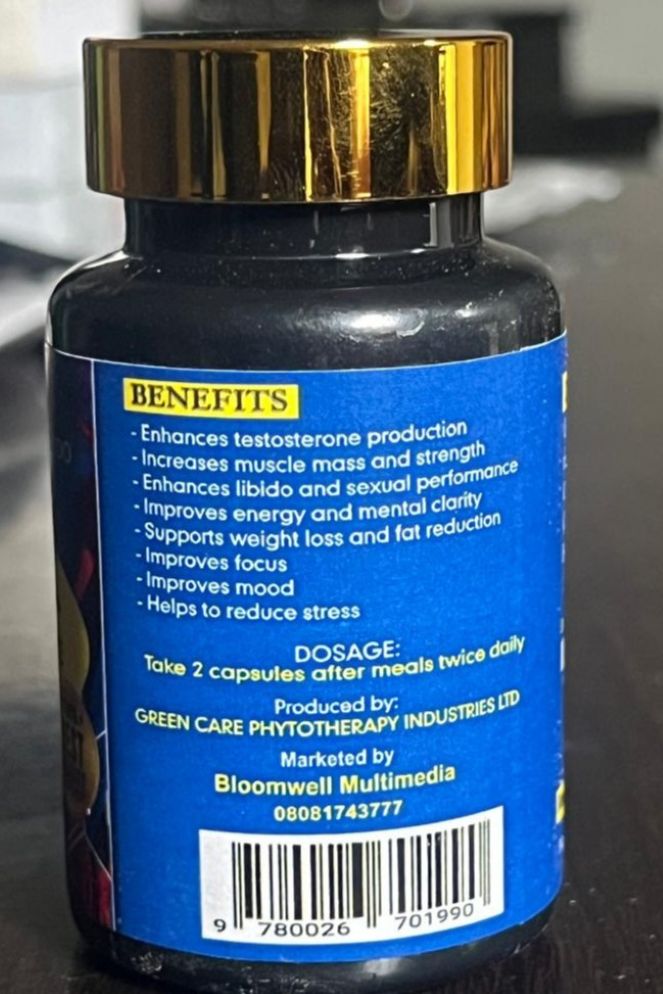 BENEFITS
- Enhances testosterone production
- Increases muscle mass and strength
- Enhances libido and sexual performance
- Improves energy and mental clarity
- Supports weight loss and fat reduction
- Improves focus
- Improves mood
- Helps to reduce stress
DOSAGE:
Take 2 capsules after meals twice daily
Produced by:
GREEN CARE PHYTOTHERAPY INDUSTRIES LTD
Marketed by
Bloomwell Multimedia
08081743777
9 780026 701990